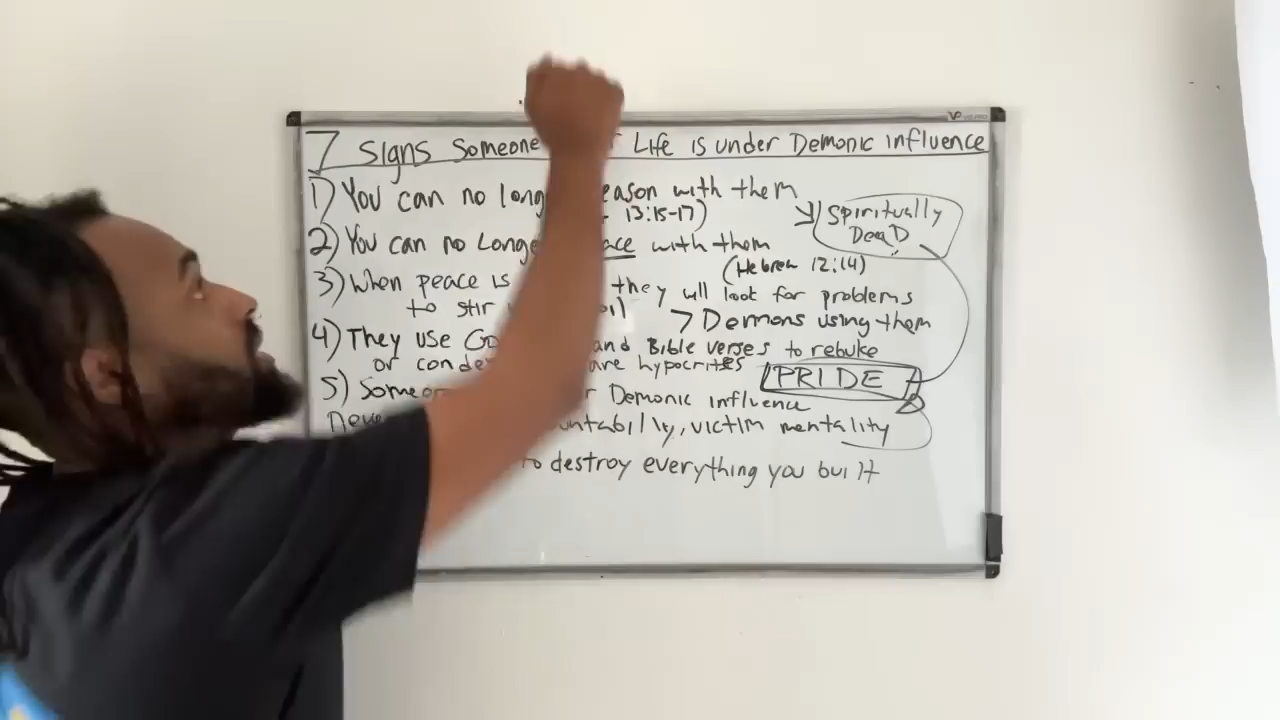 7 Signs Someone Life is under Demonic influence
1) You can no long eason with them
13:15-17)
Spiritually
DeaD
2) You can no Longe ace with them
(Hebrew 12:14)
3) When peace is they will look for problems
to stir
> Demons using them
4) They use Go and Bible verses to rebuke
or conde are hypocrites
PRIDE
5) Someon r Demonic influence
Neve untabilly, victim mentality
to destroy everything you built